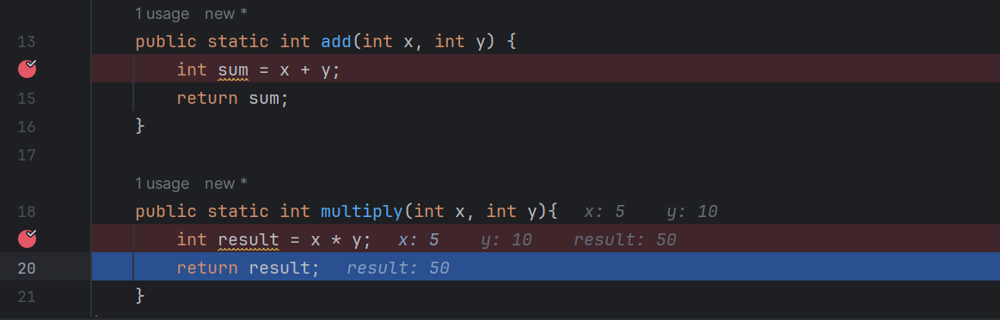 1 usage new *
13 public static int add(int x, int y) {
int sum = x + y;
15 return sum;
16 }
17
1 usage new *
18 public static int multiply(int x, int y){ x: 5 y: 10
int result = x * y; x: 5 y: 10 result: 50
20 return result; result: 50
21 }